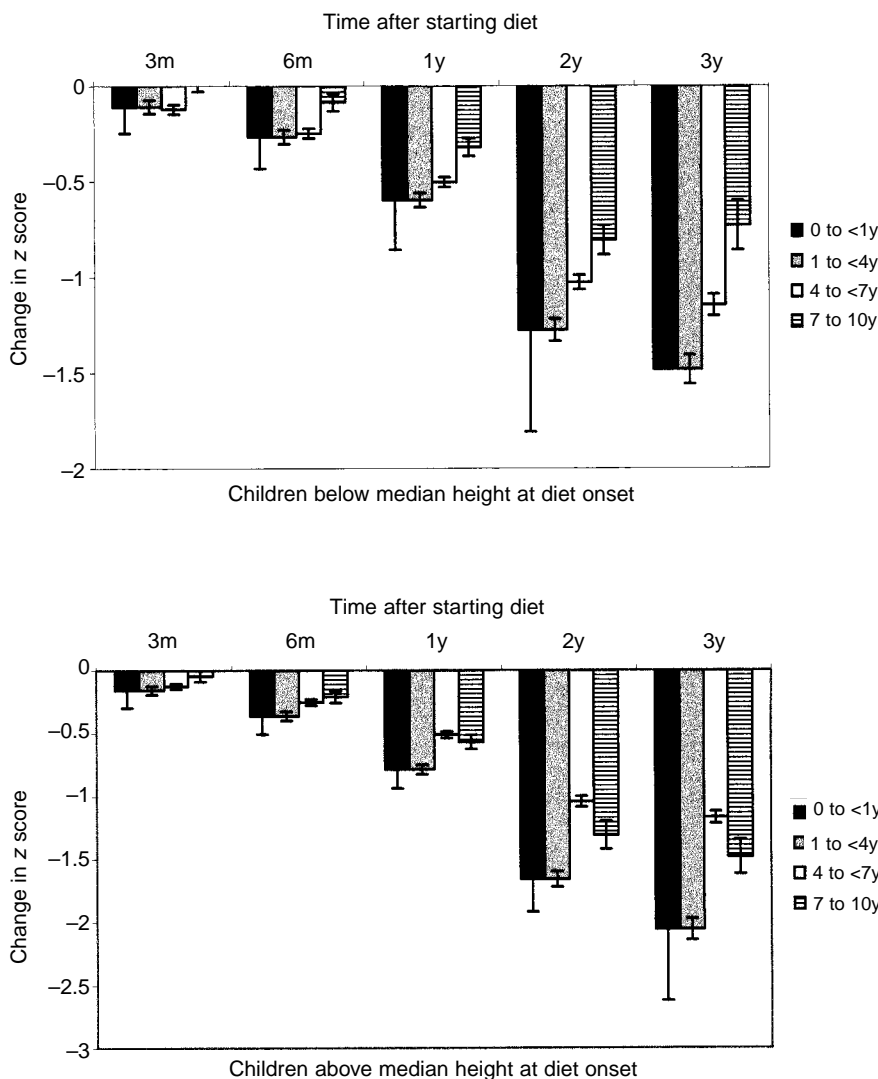 Time after starting diet
3m 6m 1y 2y 3y
0
–0.5
–1
–1.5
–2
Change in z score
0 to <1y
1 to <4y
4 to <7y
7 to 10y
Children below median height at diet onset
Time after starting diet
3m 6m 1y 2y 3y
0
–0.5
–1
–1.5
–2
–2.5
–3
Change in z score
0 to <1y
1 to <4y
4 to <7y
7 to 10y
Children above median height at diet onset